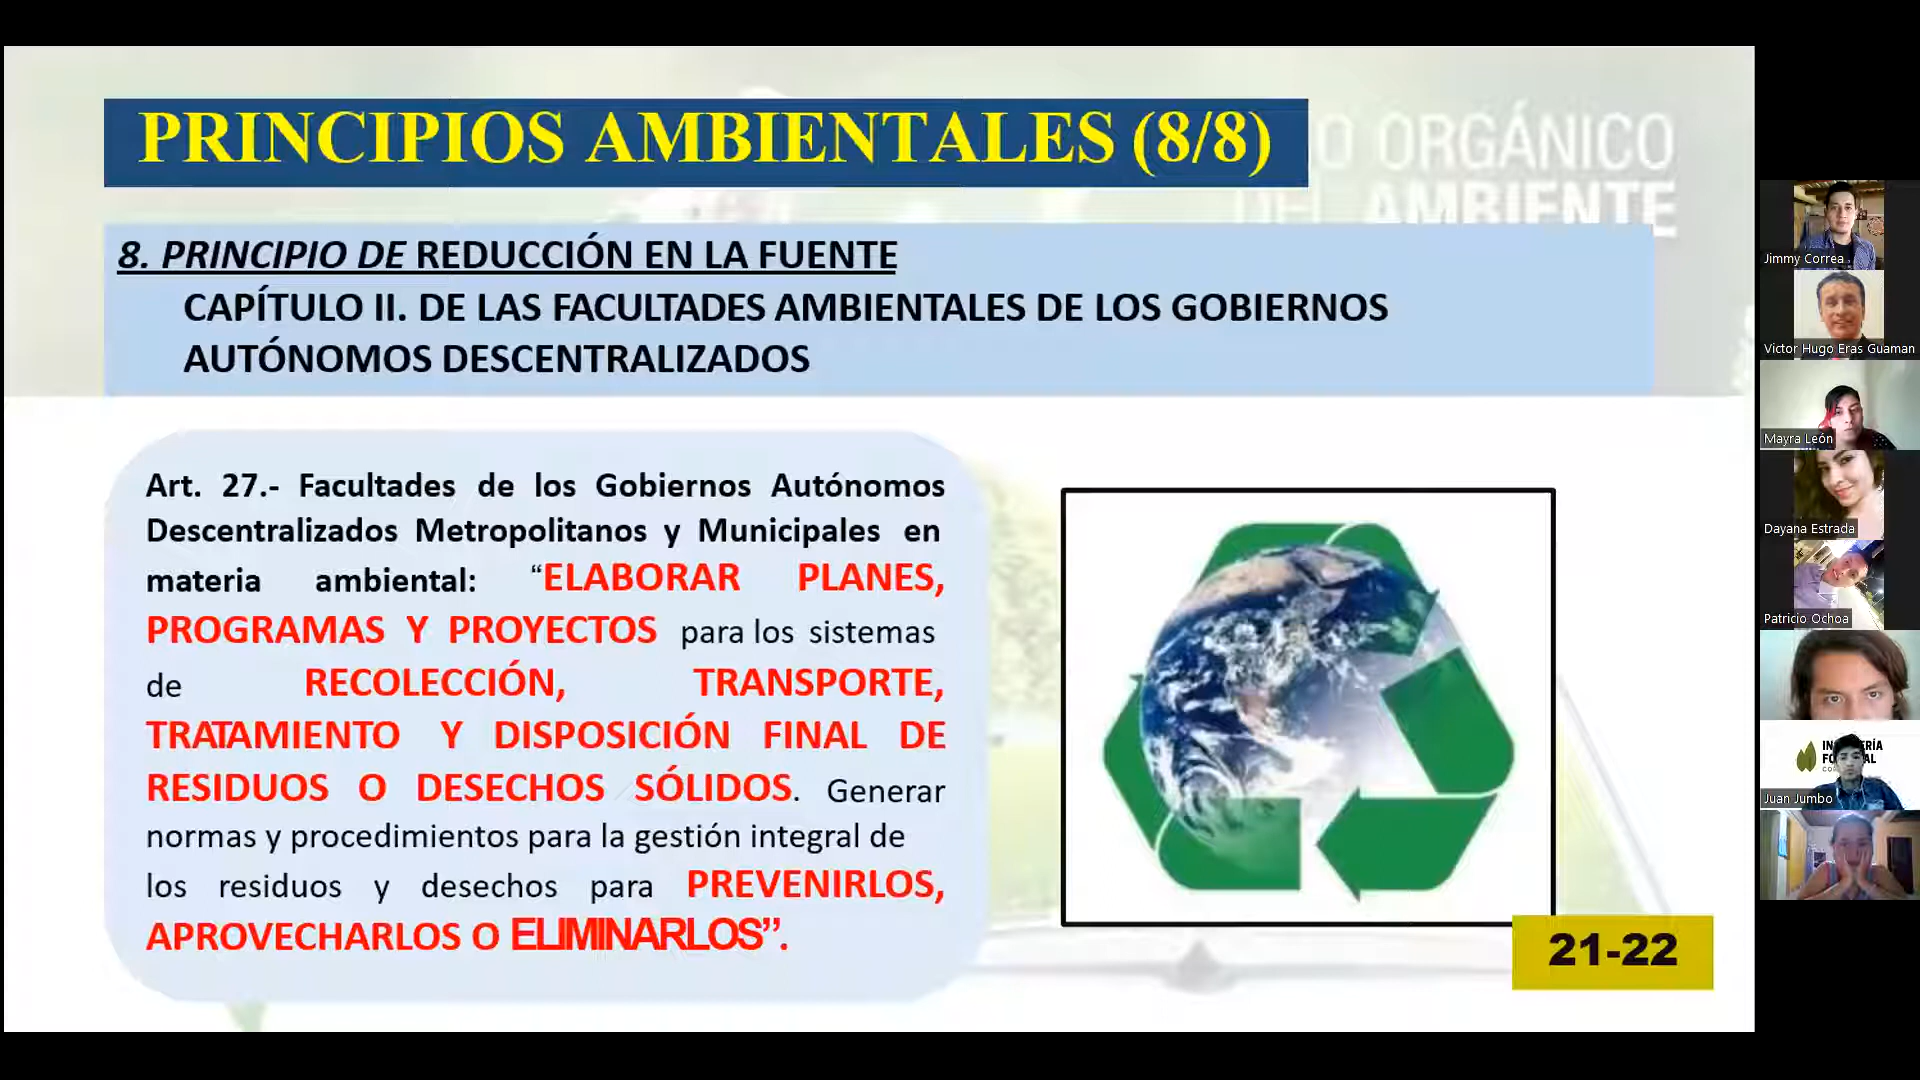 PRINCIPIOS AMBIENTALES (8/8)
O ORGÁNICO
DEL AMBIENTE
8. PRINCIPIO DE REDUCCIÓN EN LA FUENTE
CAPÍTULO II. DE LAS FACULTADES AMBIENTALES DE LOS GOBIERNOS
AUTÓNOMOS DESCENTRALIZADOS
Art. 27.- Facultades de los Gobiernos Autónomos
Descentralizados Metropolitanos y Municipales en
materia ambiental: “ELABORAR PLANES,
PROGRAMAS Y PROYECTOS para los sistemas
de RECOLECCIÓN, TRANSPORTE,
TRATAMIENTO Y DISPOSICIÓN FINAL DE
RESIDUOS O DESECHOS SÓLIDOS. Generar
normas y procedimientos para la gestión integral de
los residuos y desechos para PREVENIRLOS,
APROVECHARLOS O ELIMINARLOS”.
21-22
Jimmy Correa
Victor Hugo Eras Guaman
Mayra León
Dayana Estrada
Patricio Ochoa
Juan Jumbo